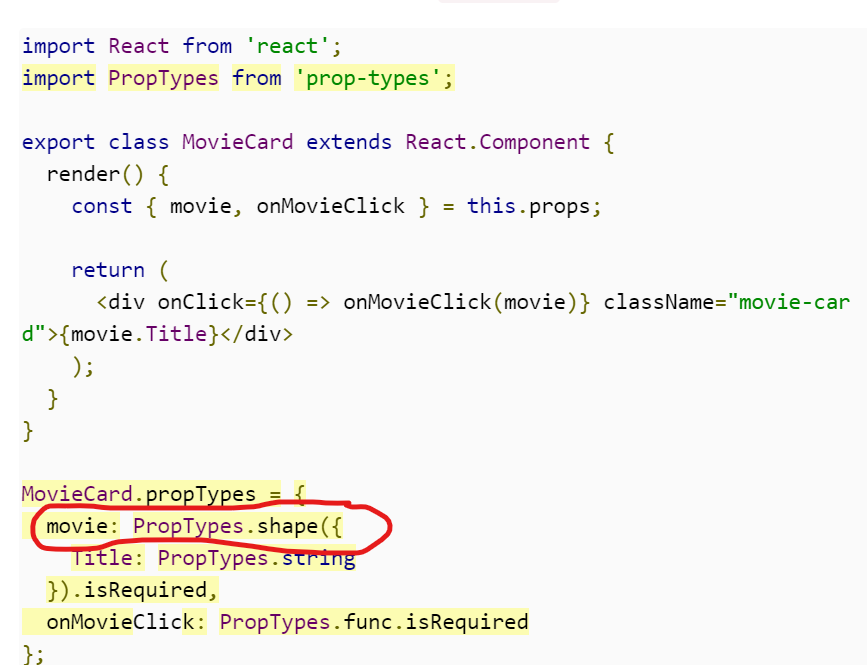 import React from 'react';
import PropTypes from 'prop-types';
export class MovieCard extends React.Component {
render() {
const { movie, onMovieClick } = this.props;
return (
<div onClick={() => onMovieClick(movie)} className="movie-car
d">{movie.Title}</div>
);
}
}
MovieCard.propTypes = {
movie: PropTypes.shape({
Title: PropTypes.string
}).isRequired,
onMovieClick: PropTypes.func.isRequired
};